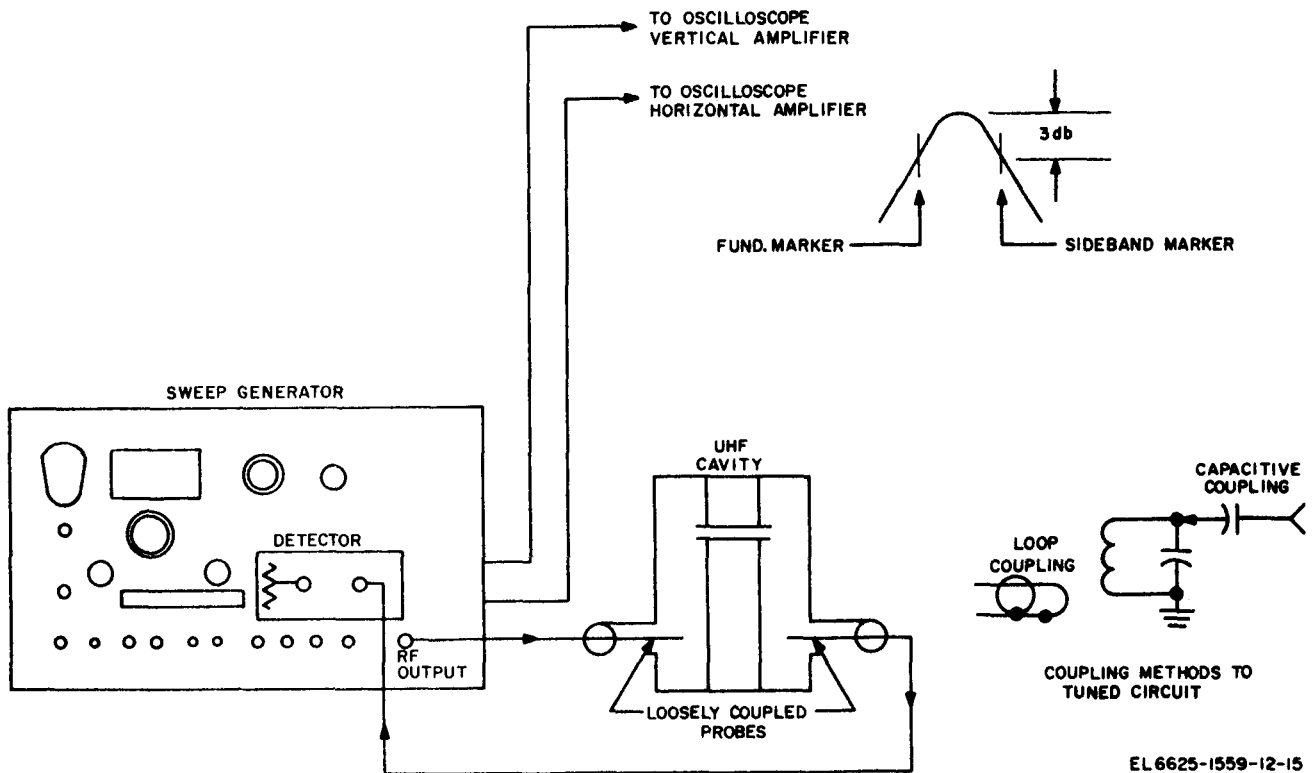 TO OSCILLOSCOPE
VERTICAL AMPLIFIER
TO OSCILLOSCOPE
HORIZONTAL AMPLIFIER
3db
FUND. MARKER
SIDEBAND MARKER
SWEEP GENERATOR
DETECTOR
RF
OUTPUT
UHF
CAVITY
LOOSELY COUPLED
PROBES
CAPACITIVE
COUPLING
LOOP
COUPLING
COUPLING METHODS TO
TUNED CIRCUIT
EL6625-1559-12-15